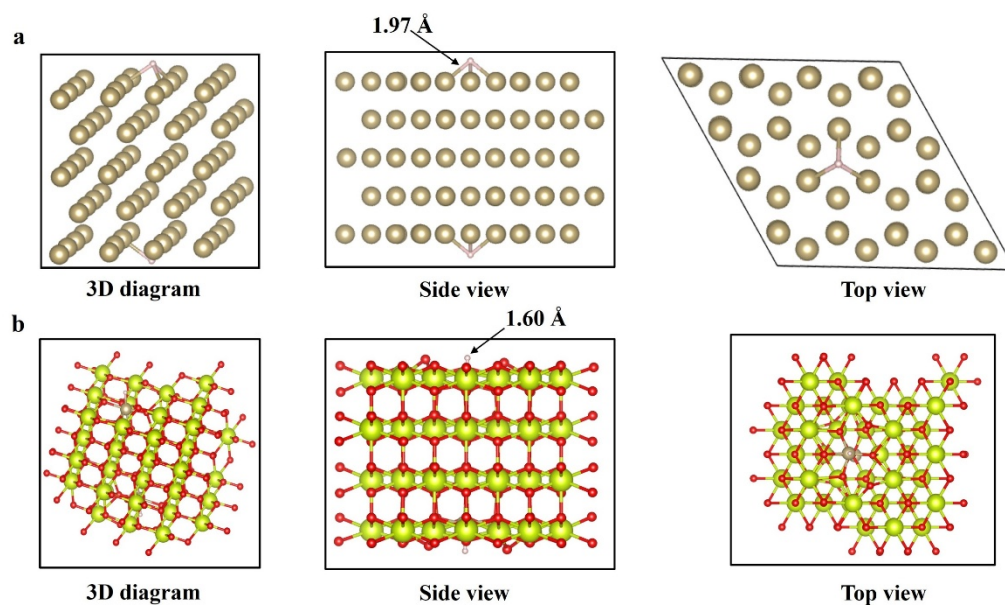 a
1.97 Å
3D diagram
Side view
Top view
b
1.60 Å
3D diagram
Side view
Top view